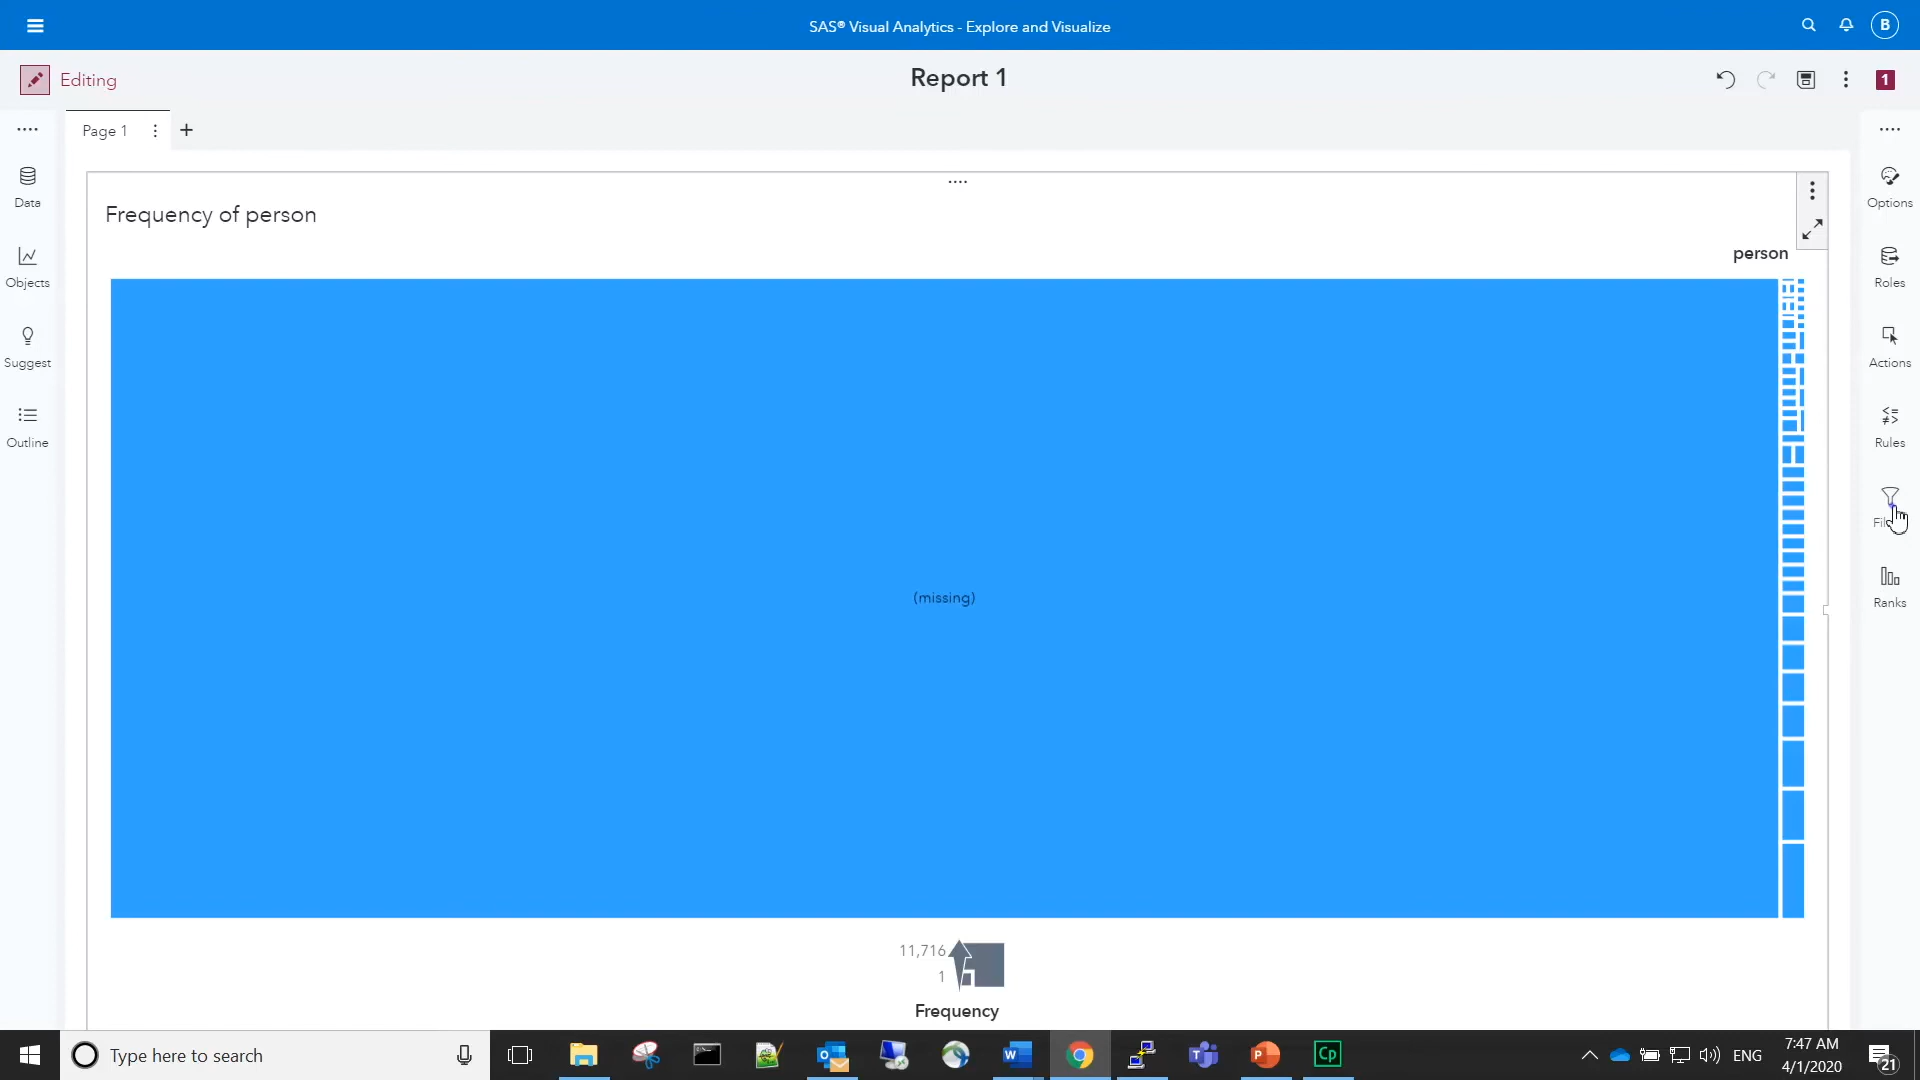 SAS® Visual Analytics - Explore and Visualize
B
Editing
Report 1
1
Page 1
Data
Objects
Suggest
Outline
Frequency of person
person
(missing)
11,716
1
Frequency
Options
Roles
Actions
Rules
Ranks
Type here to search
ENG
7:47 AM
4/1/2020
21
W
P
Cp